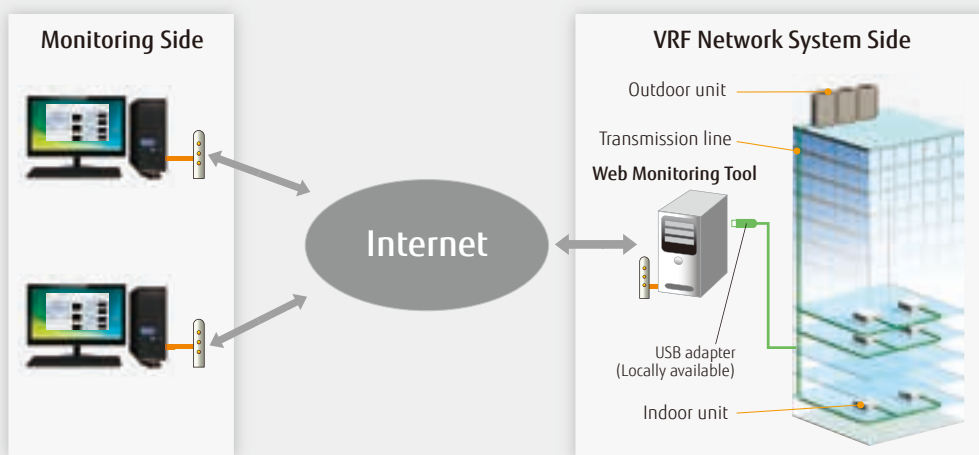 Monitoring Side
VRF Network System Side
Outdoor unit
Transmission line
Web Monitoring Tool
Internet
USB adapter
(Locally available)
Indoor unit